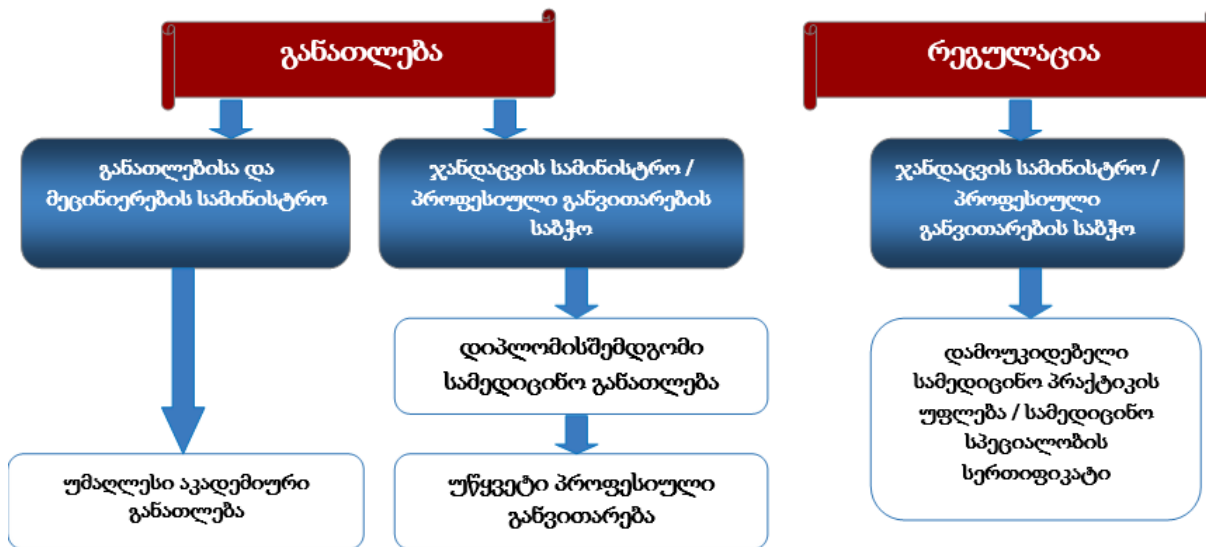 განათლება
რეგულაცია
განათლებისა და
მეცინიერების სამინისტრო
ჯანდაცვის სამინისტრო /
პროფესიული განვითარების
საბჭო
ჯანდაცვის სამინისტრო /
პროფესიული
განვითარების საბჭო
დიპლომისშემდგომი
სამედიცინო განათლება
დამოუკიდებელი
სამედიცინო პრაქტიკის
უფლება / სამედიცინო
სპეციალობის
სერთიფიკატი
უმაღლესი აკადემიური
განათლება
უწყვეტი პროფესიული
განვითარება